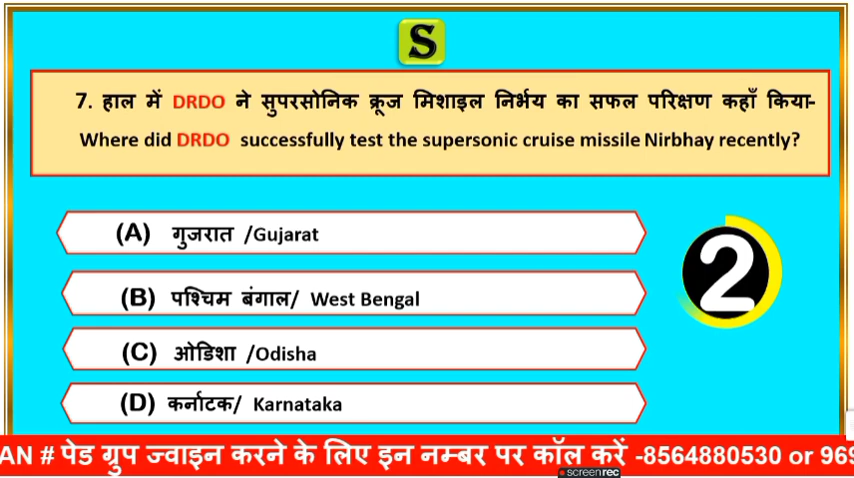 S
7. हाल में DRDO ने सुपरसोनिक क्रूज मिशाइल निर्भय का सफल परिक्षण कहाँ किया-
Where did DRDO successfully test the supersonic cruise missile Nirbhay recently?
(A) गुजरात /Gujarat
2
(B) पश्चिम बंगाल/ West Bengal
(C) ओडिशा /Odisha
(D) कर्नाटक/ Karnataka
AN # पेड ग्रुप ज्वाइन करने के लिए इन नम्बर पर कॉल करें -8564880530 or 969
screenrec